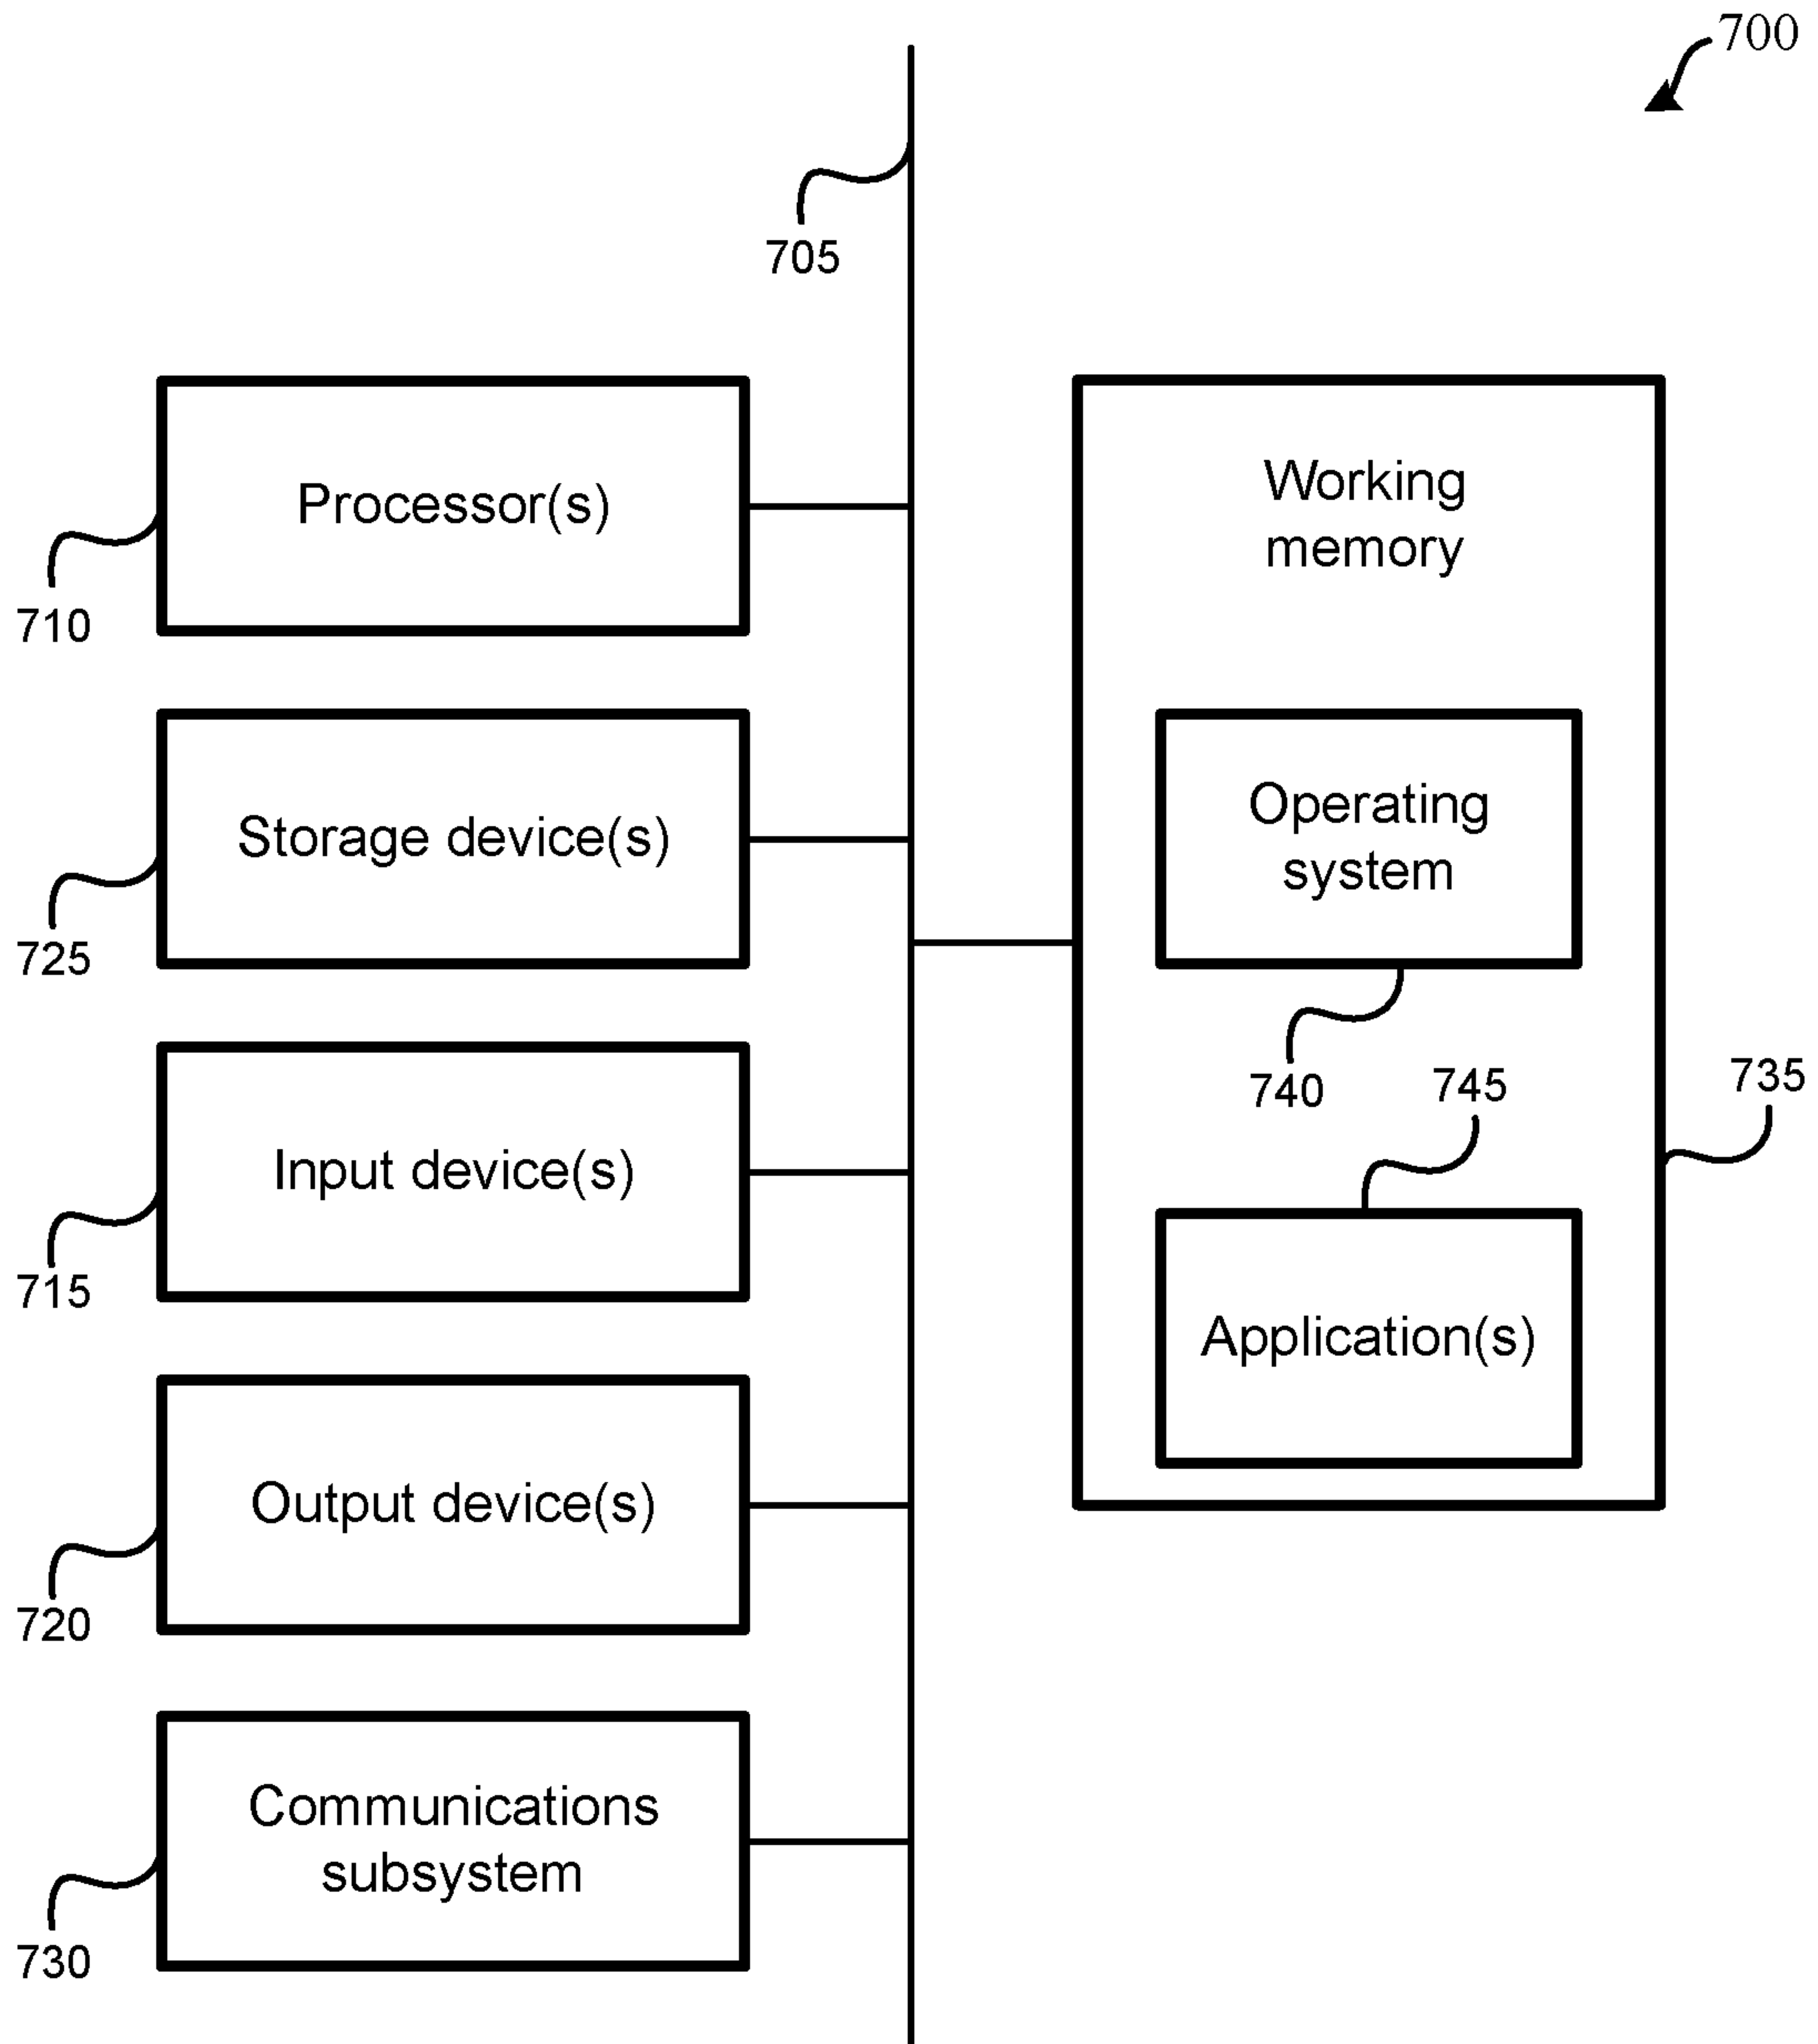 700
705
Processor(s)
710
Storage device(s)
725
Input device(s)
715
Output device(s)
720
Communications
subsystem
730
Working
memory
Operating
system
740
745
735
Application(s)